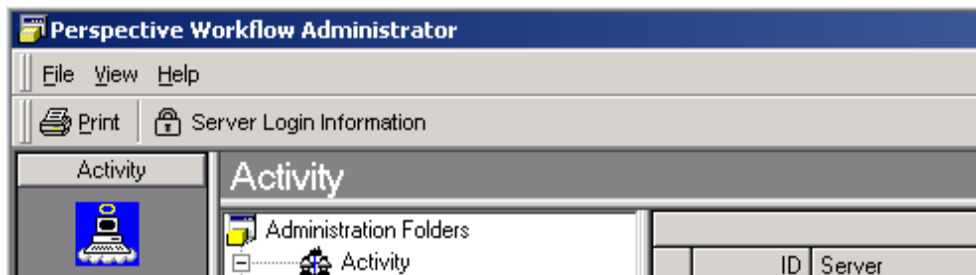 Perspective Workflow Administrator
File View Help
Print Server Login Information
Activity
Activity
Administration Folders
Activity
ID Server